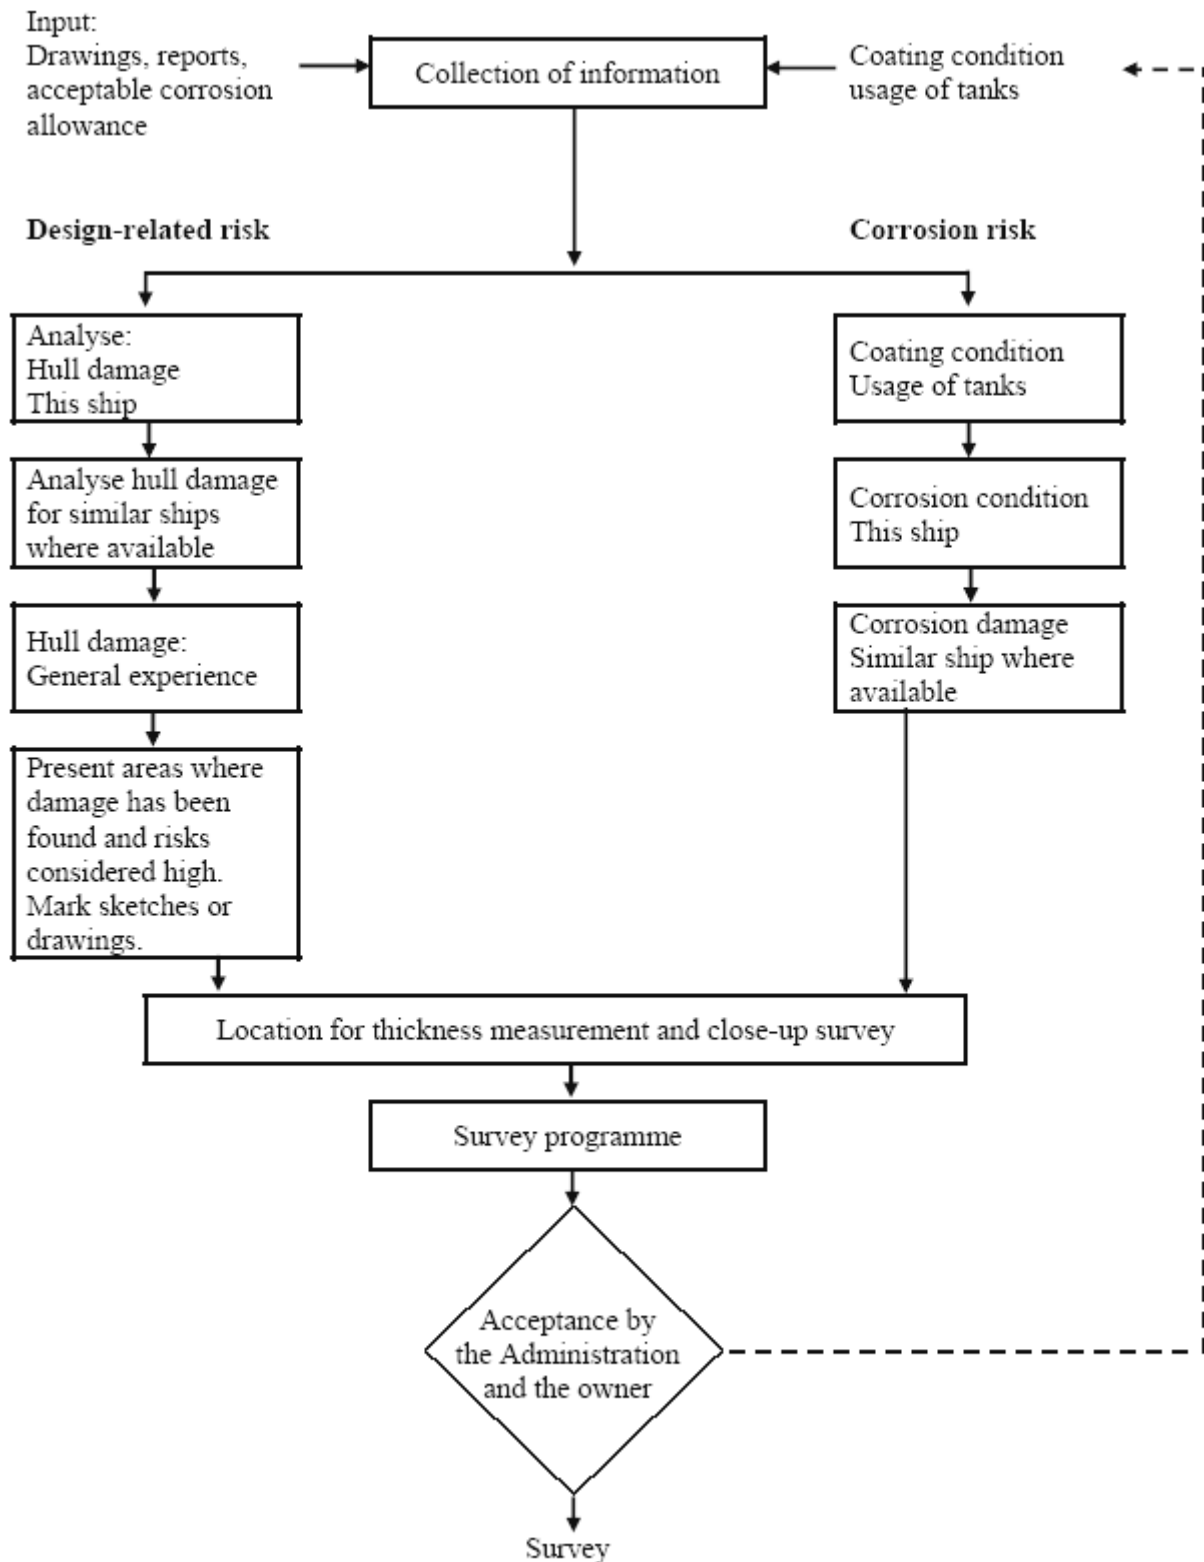 Input:
Drawings, reports,
acceptable corrosion
allowance
Collection of information
Coating condition
usage of tanks
Design-related risk
Corrosion risk
Analyse:
Hull damage
This ship
Analyse hull damage
for similar ships
where available
Hull damage:
General experience
Present areas where
damage has been
found and risks
considered high.
Mark sketches or
drawings.
Coating condition
Usage of tanks
Corrosion condition
This ship
Corrosion damage
Similar ship where
available
Location for thickness measurement and close-up survey
Survey programme
Acceptance by
the Administration
and the owner
Survey